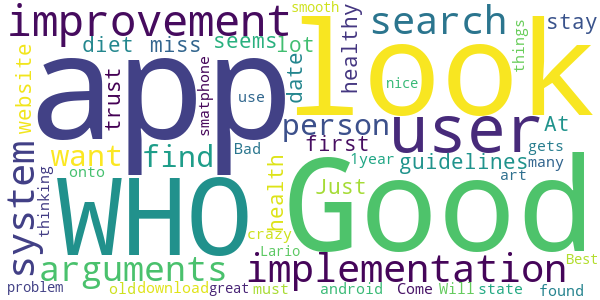 improvement
smooth
search
stay
diet
miss
seems
lot
healthy
things
look
app
website
trust
smatphone
date
use
nice
person
user
At
system
want
find
Bad
first
gets
guidelines
1year
many
thinking
onto
WHO
health
Just
Good
art
arguments
crazy
Lario
implementation
Best
problem
old
download
great
must
android
Come
Will
state
found